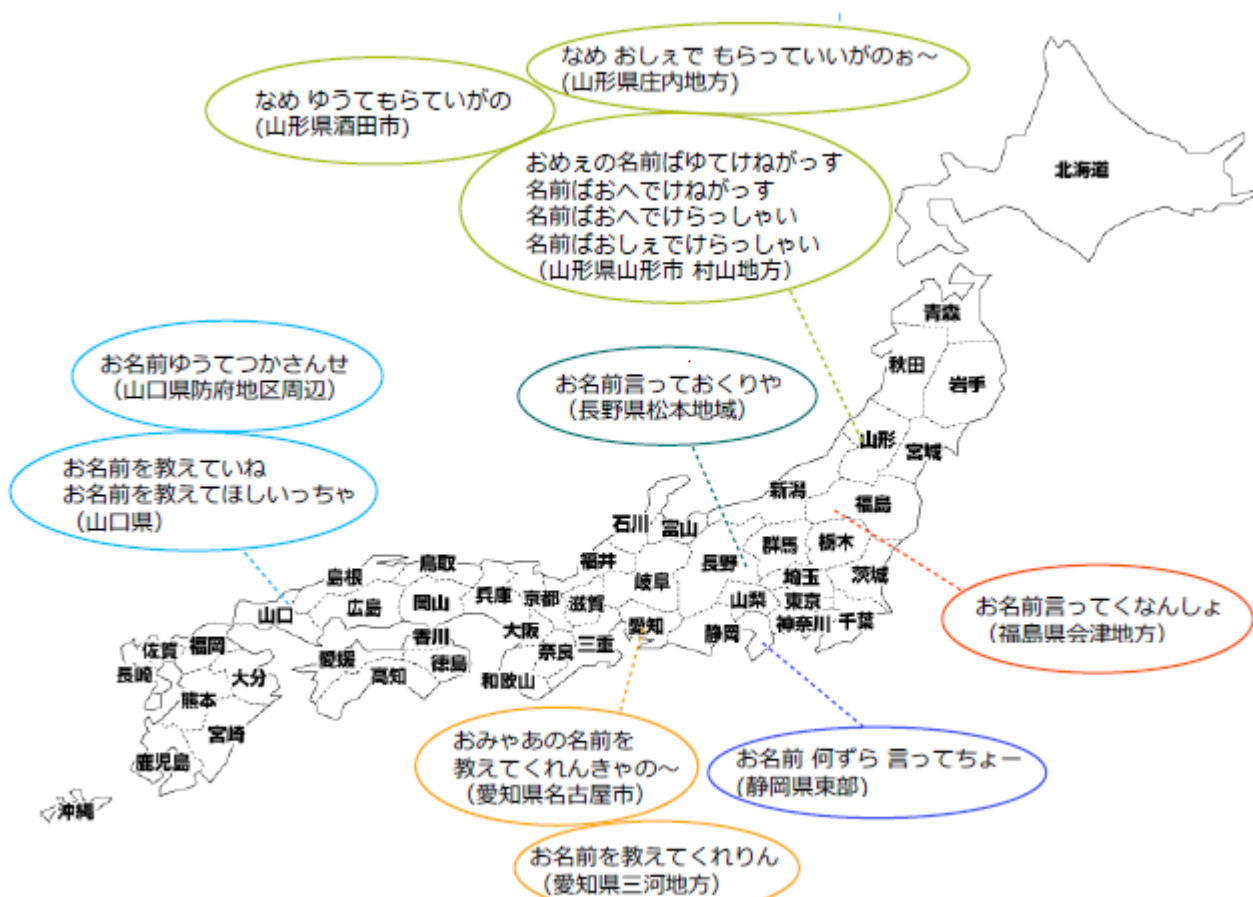 なめ おしぇで もらっていいがのぉ～
(山形県庄内地方)
なめ ゆうてもらていがの
(山形県酒田市)
おめぇの名前ばゆてけねがっす
名前ばおへでけねがっす
名前ばおへでけらっしゃい
名前ばおしぇでけらっしゃい
（山形県山形市 村山地方）
お名前ゆうてつかさんせ
（山口県防府地区周辺）
お名前言っておくりや
（長野県松本地域）
お名前を教えていね
お名前を教えてほしいっちゃ
（山口県）
お名前言ってくなんしょ
（福島県会津地方）
おみゃあの名前を
教えてくれんきゃの～
（愛知県名古屋市）
お名前 何ずら 言ってちょー
(静岡県東部)
お名前を教えてくれりん
（愛知県三河地方）
北海道
青森
秋田
岩手
山形
宮城
新潟
福島
石川
富山
群馬
栃木
福井
長野
岐阜
埼玉
茨城
鳥取
島根
兵庫
京都
滋賀
山梨
東京
山口
広島
岡山
愛知
静岡
神奈川
千葉
香川
大阪
奈良
三重
佐賀
福岡
愛媛
徳島
長崎
大分
高知
和歌山
熊本
宮崎
鹿児島
沖縄